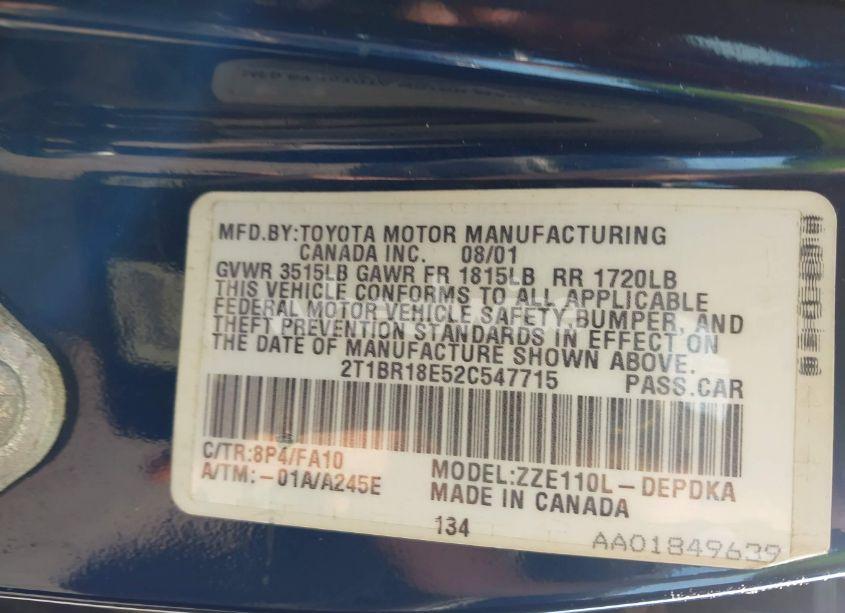 MFD.BY:TOYOTA MOTOR MANUFACTURING
CANADA INC. 08/01
GVWR 3515LB GAWR FR 1815LB RR 1720LB
THIS VEHICLE CONFORMS TO ALL APPLICABLE
FEDERAL MOTOR VEHICLE SAFETY,BUMPER, AND
THEFT PREVENTION STANDARDS IN EFFECT ON
THE DATE OF MANUFACTURE SHOWN ABOVE.
2T1BR18E52C547715 PASS.CAR
C/TR:8P4/FA10
A/TM:-01A/A245E
MODEL:ZZE110L-DEPDKA
MADE IN CANADA
134
AA01849639